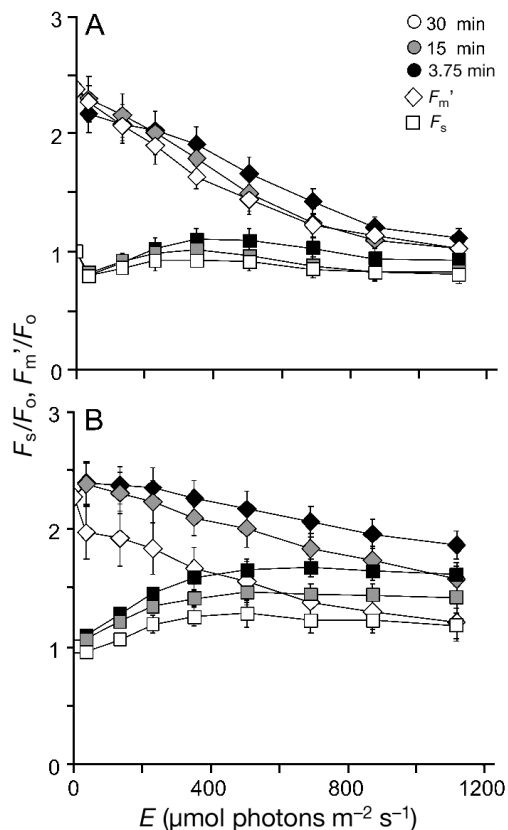 A
30 min
15 min
3.75 min
Fm'
Fs
3
2
1
0
Fs/Fo, Fm'/Fo
B
3
2
1
0
0 400 800 1200
E (μmol photons m⁻² s⁻¹)